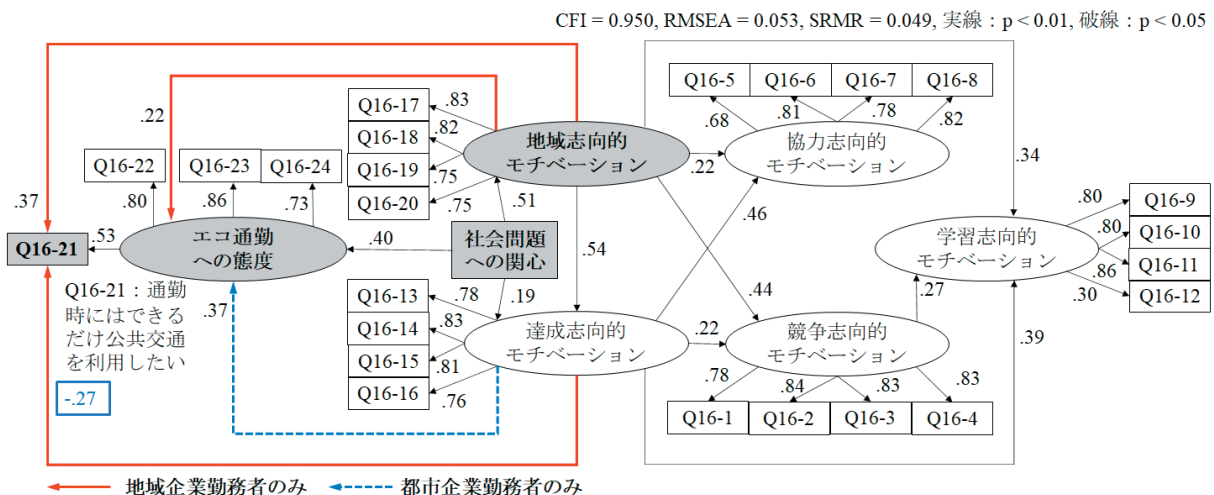 CFI = 0.950, RMSEA = 0.053, SRMR = 0.049, 実線：p < 0.01, 破線：p < 0.05
Q16-5
Q16-6
Q16-7
Q16-8
.68
.81
.78
.82
Q16-17
Q16-18
Q16-19
Q16-20
.83
.82
.75
.75
地域志向的
モチベーション
.22
協力志向的
モチベーション
.34
.22
Q16-22
Q16-23
Q16-24
.37
.80
.86
.73
.51
.46
Q16-21
.53
エコ通勤
への態度
.40
社会問題
への関心
.54
学習志向的
モチベーション
.80
.80
.86
.30
Q16-9
Q16-10
Q16-11
Q16-12
Q16-21：通勤
時にはできる
だけ公共交通
を利用したい
-.27
.37
.19
.44
.27
.39
Q16-13
Q16-14
Q16-15
Q16-16
.78
.83
.81
.76
達成志向的
モチベーション
.22
競争志向的
モチベーション
.78
.84
.83
.83
Q16-1
Q16-2
Q16-3
Q16-4
地域企業勤務者のみ
都市企業勤務者のみ